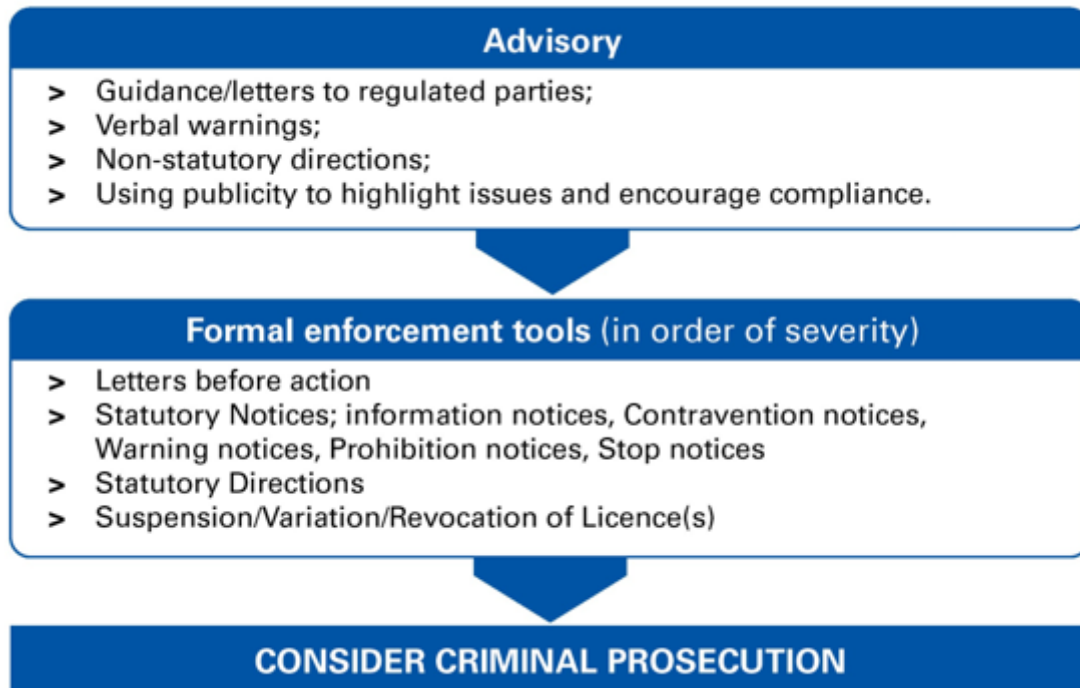 Advisory
> Guidance/letters to regulated parties;
> Verbal warnings;
> Non-statutory directions;
> Using publicity to highlight issues and encourage compliance.
Formal enforcement tools (in order of severity)
> Letters before action
> Statutory Notices; information notices, Contravention notices,
Warning notices, Prohibition notices, Stop notices
> Statutory Directions
> Suspension/Variation/Revocation of Licence(s)
CONSIDER CRIMINAL PROSECUTION